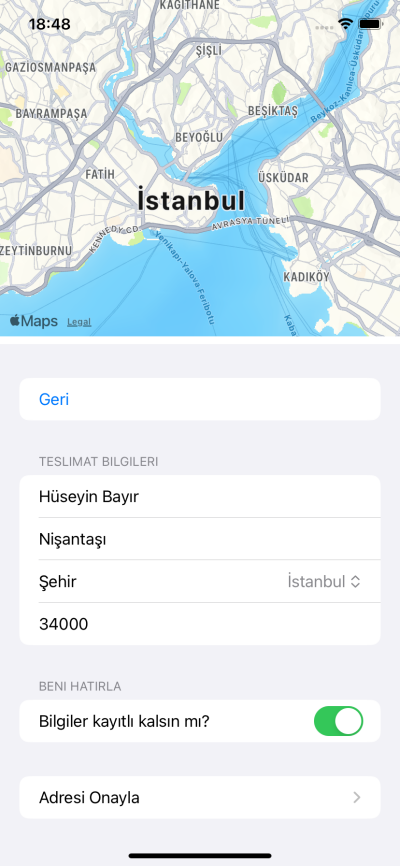 18:48
KAĞITHANE
ŞİŞLİ
GAZİOSMANPAŞA
Beykoz-Kanlıca-Üsküdar
BAYRAMPAŞA
BEŞİKTAŞ
BEYOĞLU
FATİH
ÜSKÜDAR
İstanbul
AVRASYA TÜNELİ
KENNEDY CD
ZEYTİNBURNU
Yenikapı-Yalova Feribotu
KADIKÖY
Maps
Legal
Geri
TESLIMAT BILGILERI
Hüseyin Bayır
Nişantaşı
Şehir İstanbul
34000
BENI HATIRLA
Bilgiler kayıtlı kalsın mı?
Adresi Onayla